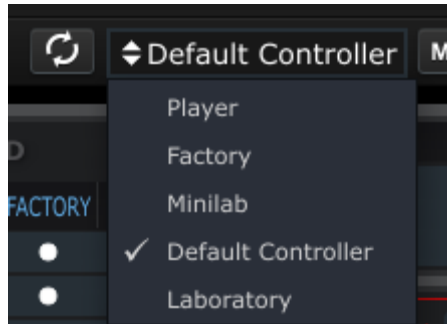 Default Controller
M
Player
D
Factory
FACTORY
Minilab
Default Controller
Laboratory